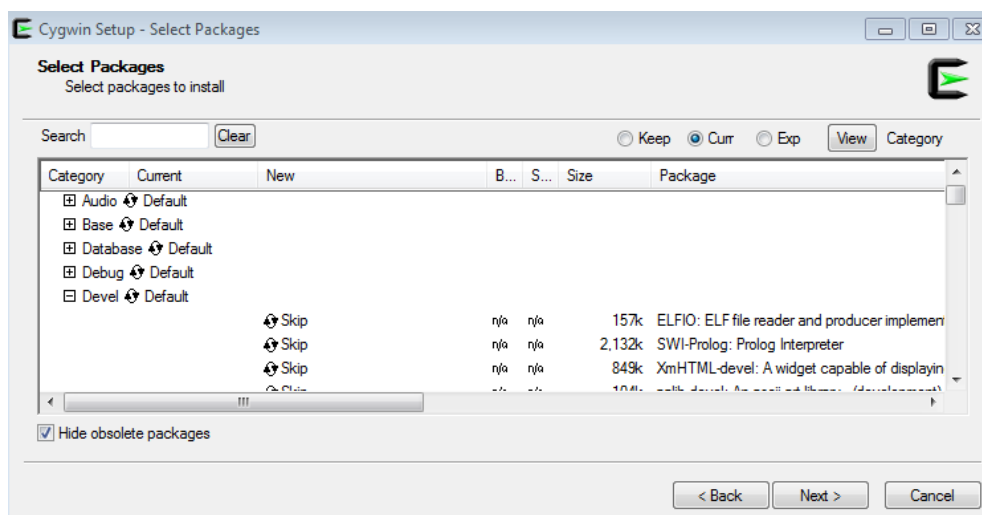 Cygwin Setup - Select Packages
Select Packages
Select packages to install
Search Clear Keep Curr Exp View Category
Category Current New B... S... Size Package
Audio Default
Base Default
Database Default
Debug Default
Devel Default
Skip n/a n/a 157k ELFIO: ELF file reader and producer implemen
Skip n/a n/a 2,132k SWI-Prolog: Prolog Interpreter
Skip n/a n/a 849k XmHTML-devel: A widget capable of displayin
Hide obsolete packages
< Back Next > Cancel